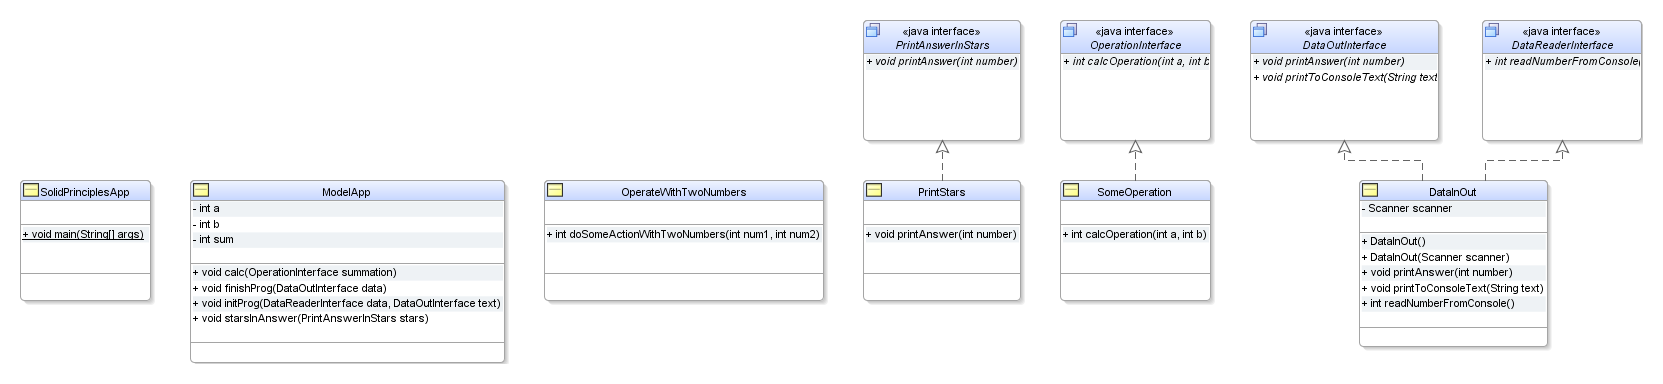 «java interface»
PrintAnswerInStars
+ void printAnswer(int number)
«java interface»
OperationInterface
+ int calcOperation(int a, int b
«java interface»
DataOutInterface
+ void printAnswer(int number)
+ void printToConsoleText(String text
«java interface»
DataReaderInterface
+ int readNumberFromConsole(
SolidPrinciplesApp
+ void main(String[] args)
ModelApp
- int a
- int b
- int sum
+ void calc(OperationInterface summation)
+ void finishProg(DataOutInterface data)
+ void initProg(DataReaderInterface data, DataOutInterface text)
+ void starsInAnswer(PrintAnswerInStars stars)
OperateWithTwoNumbers
+ int doSomeActionWithTwoNumbers(int num1, int num2)
PrintStars
+ void printAnswer(int number)
SomeOperation
+ int calcOperation(int a, int b)
DataInOut
- Scanner scanner
+ DataInOut()
+ DataInOut(Scanner scanner)
+ void printAnswer(int number)
+ void printToConsoleText(String text)
+ int readNumberFromConsole()